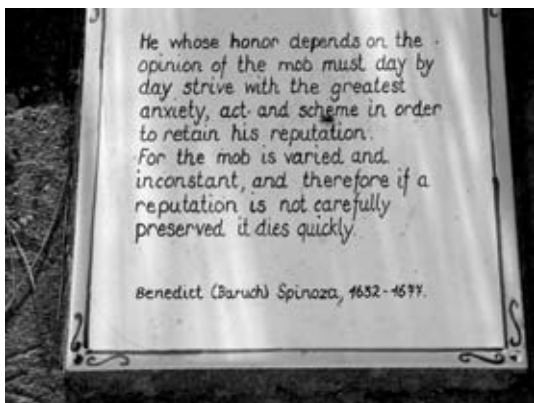 He whose honor depends on the
opinion of the mob must day by
day strive with the greatest
anxiety, act and scheme in order
to retain his reputation.
For the mob is varied and
inconstant, and therefore if a
reputation is not carefully
preserved it dies quickly.
Benedict (Baruch) Spinoza, 1632-1677.